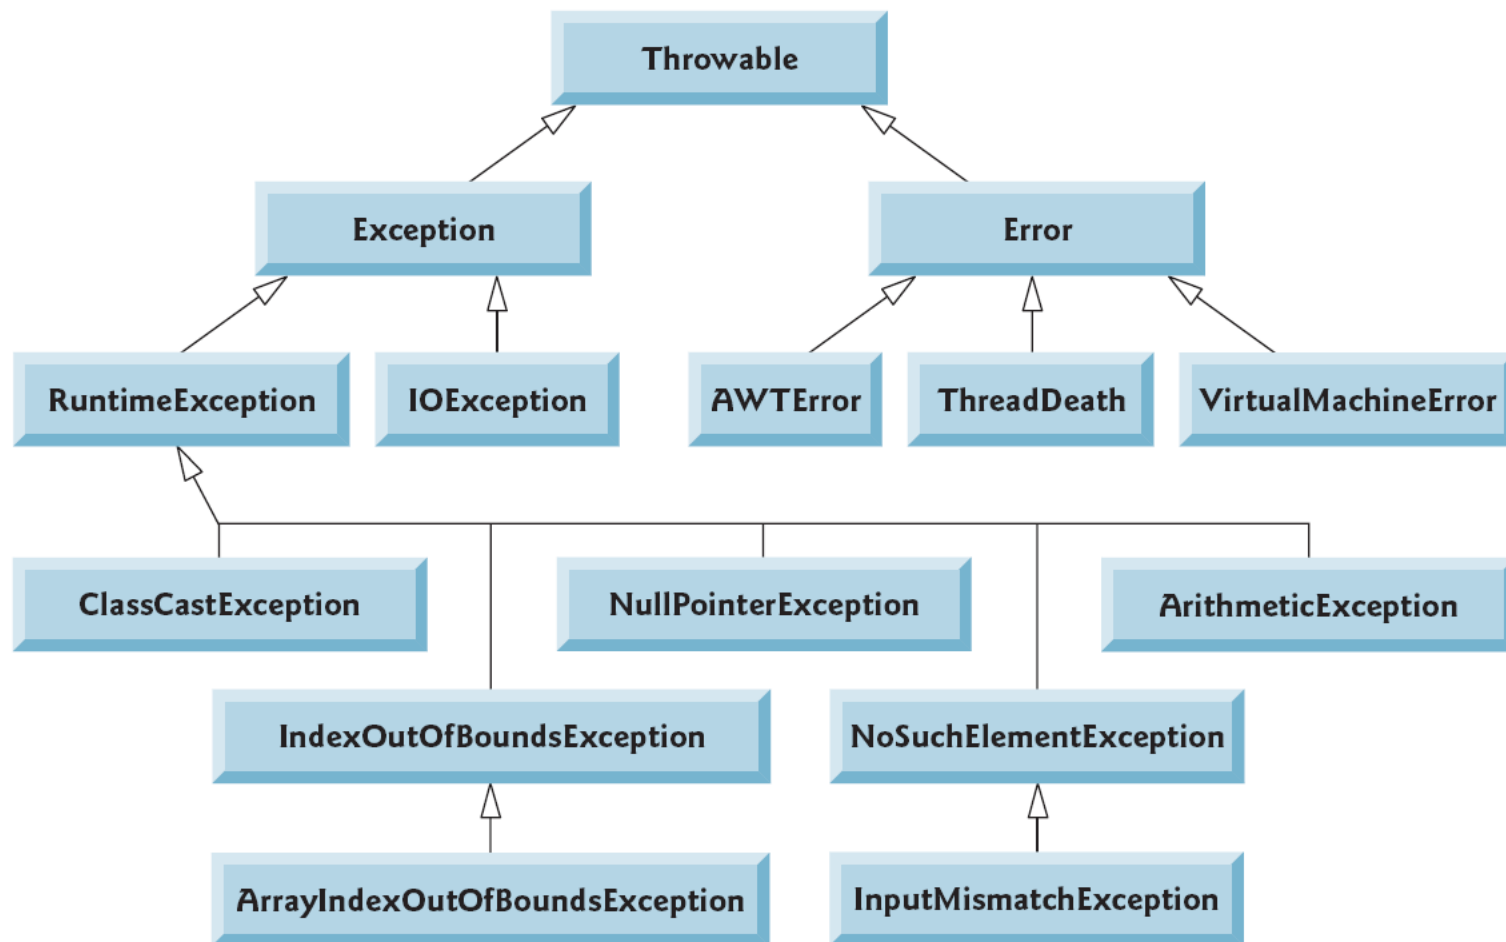 Throwable
Exception
Error
RuntimeException
IOException
AWTError
ThreadDeath
VirtualMachineError
ClassCastException
NullPointerException
ArithmeticException
IndexOutOfBoundsException
NoSuchElementException
ArrayIndexOutOfBoundsException
InputMismatchException